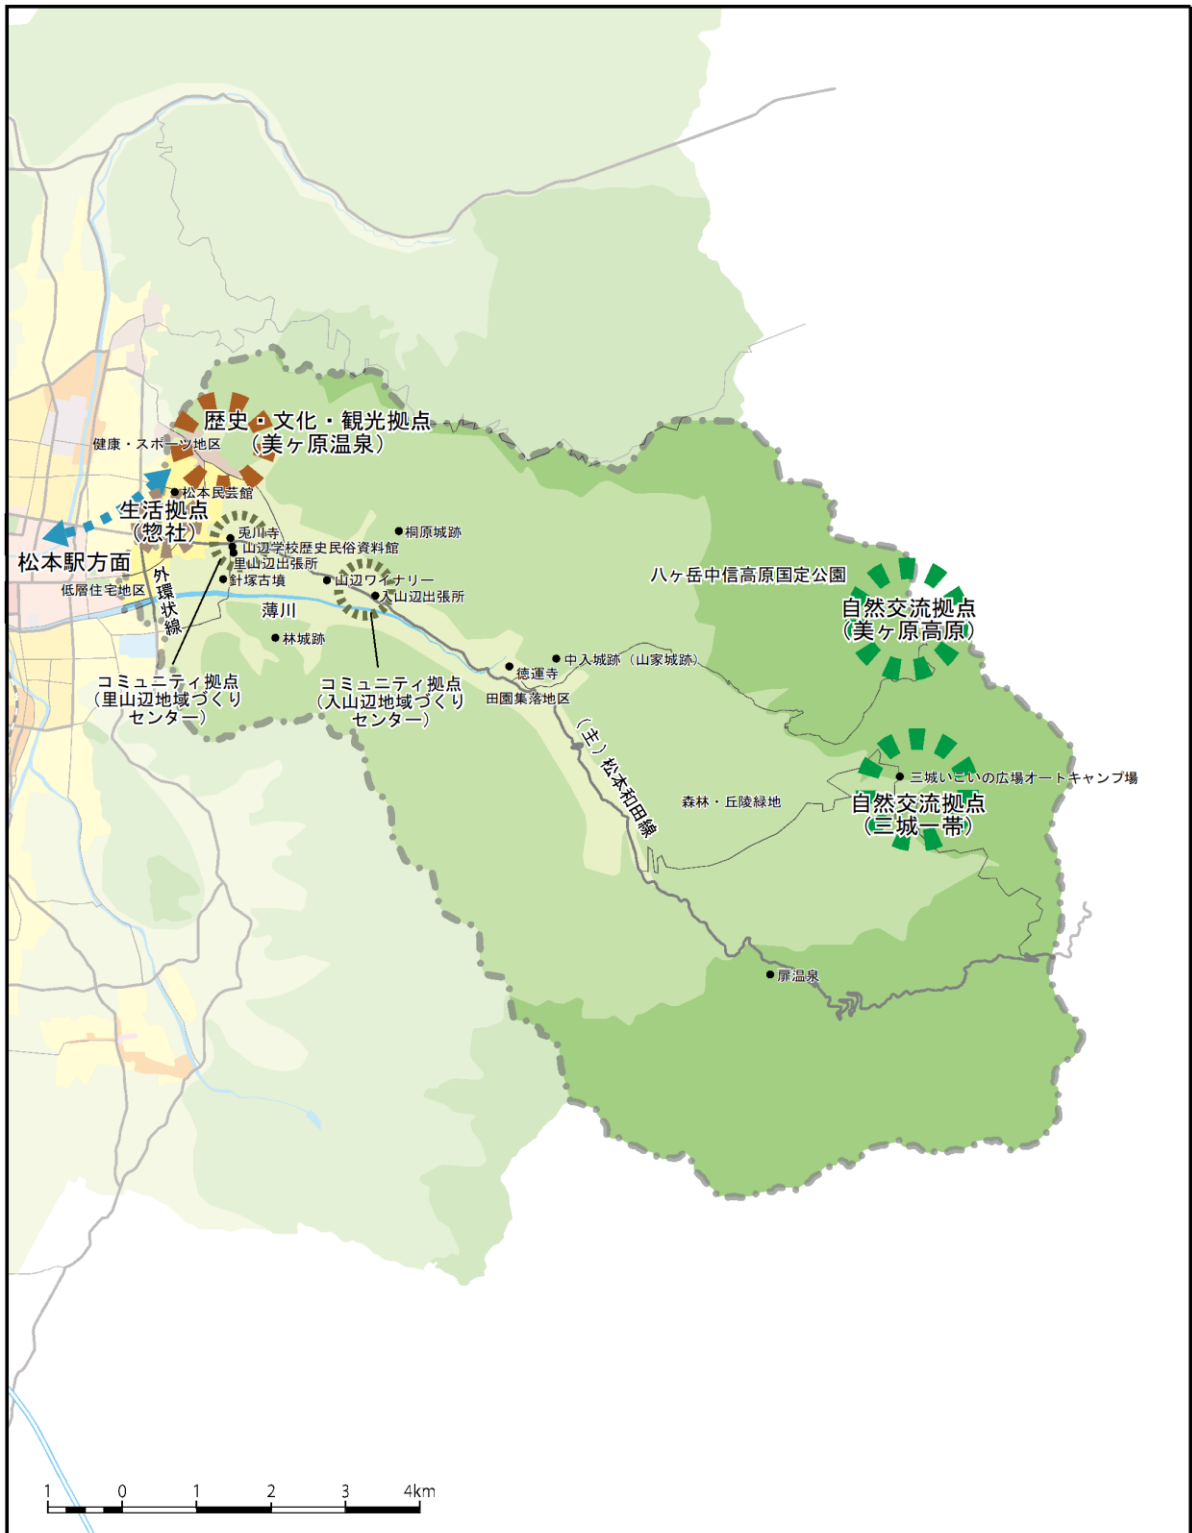 歴史・文化・観光拠点
（美ヶ原温泉）
健康・スポーツ地区
松本民芸館
生活拠点
（惣社）
松本駅方面
低層住宅地区
外環状線
兎川寺
山辺学校歴史民俗資料館
里山辺出張所
針塚古墳
桐原城跡
山辺ワイナリー
入山辺出張所
薄川
林城跡
コミュニティ拠点
（里山辺地域づくり
センター）
コミュニティ拠点
（入山辺地域づくり
センター）
中入城跡（山家城跡）
徳運寺
田園集落地区
（主）松本和田線
八ヶ岳中信高原国定公園
自然交流拠点
（美ヶ原高原）
三城いこいの広場オートキャンプ場
森林・丘陵緑地
自然交流拠点
（三城一帯）
扉温泉
1 0 1 2 3 4km